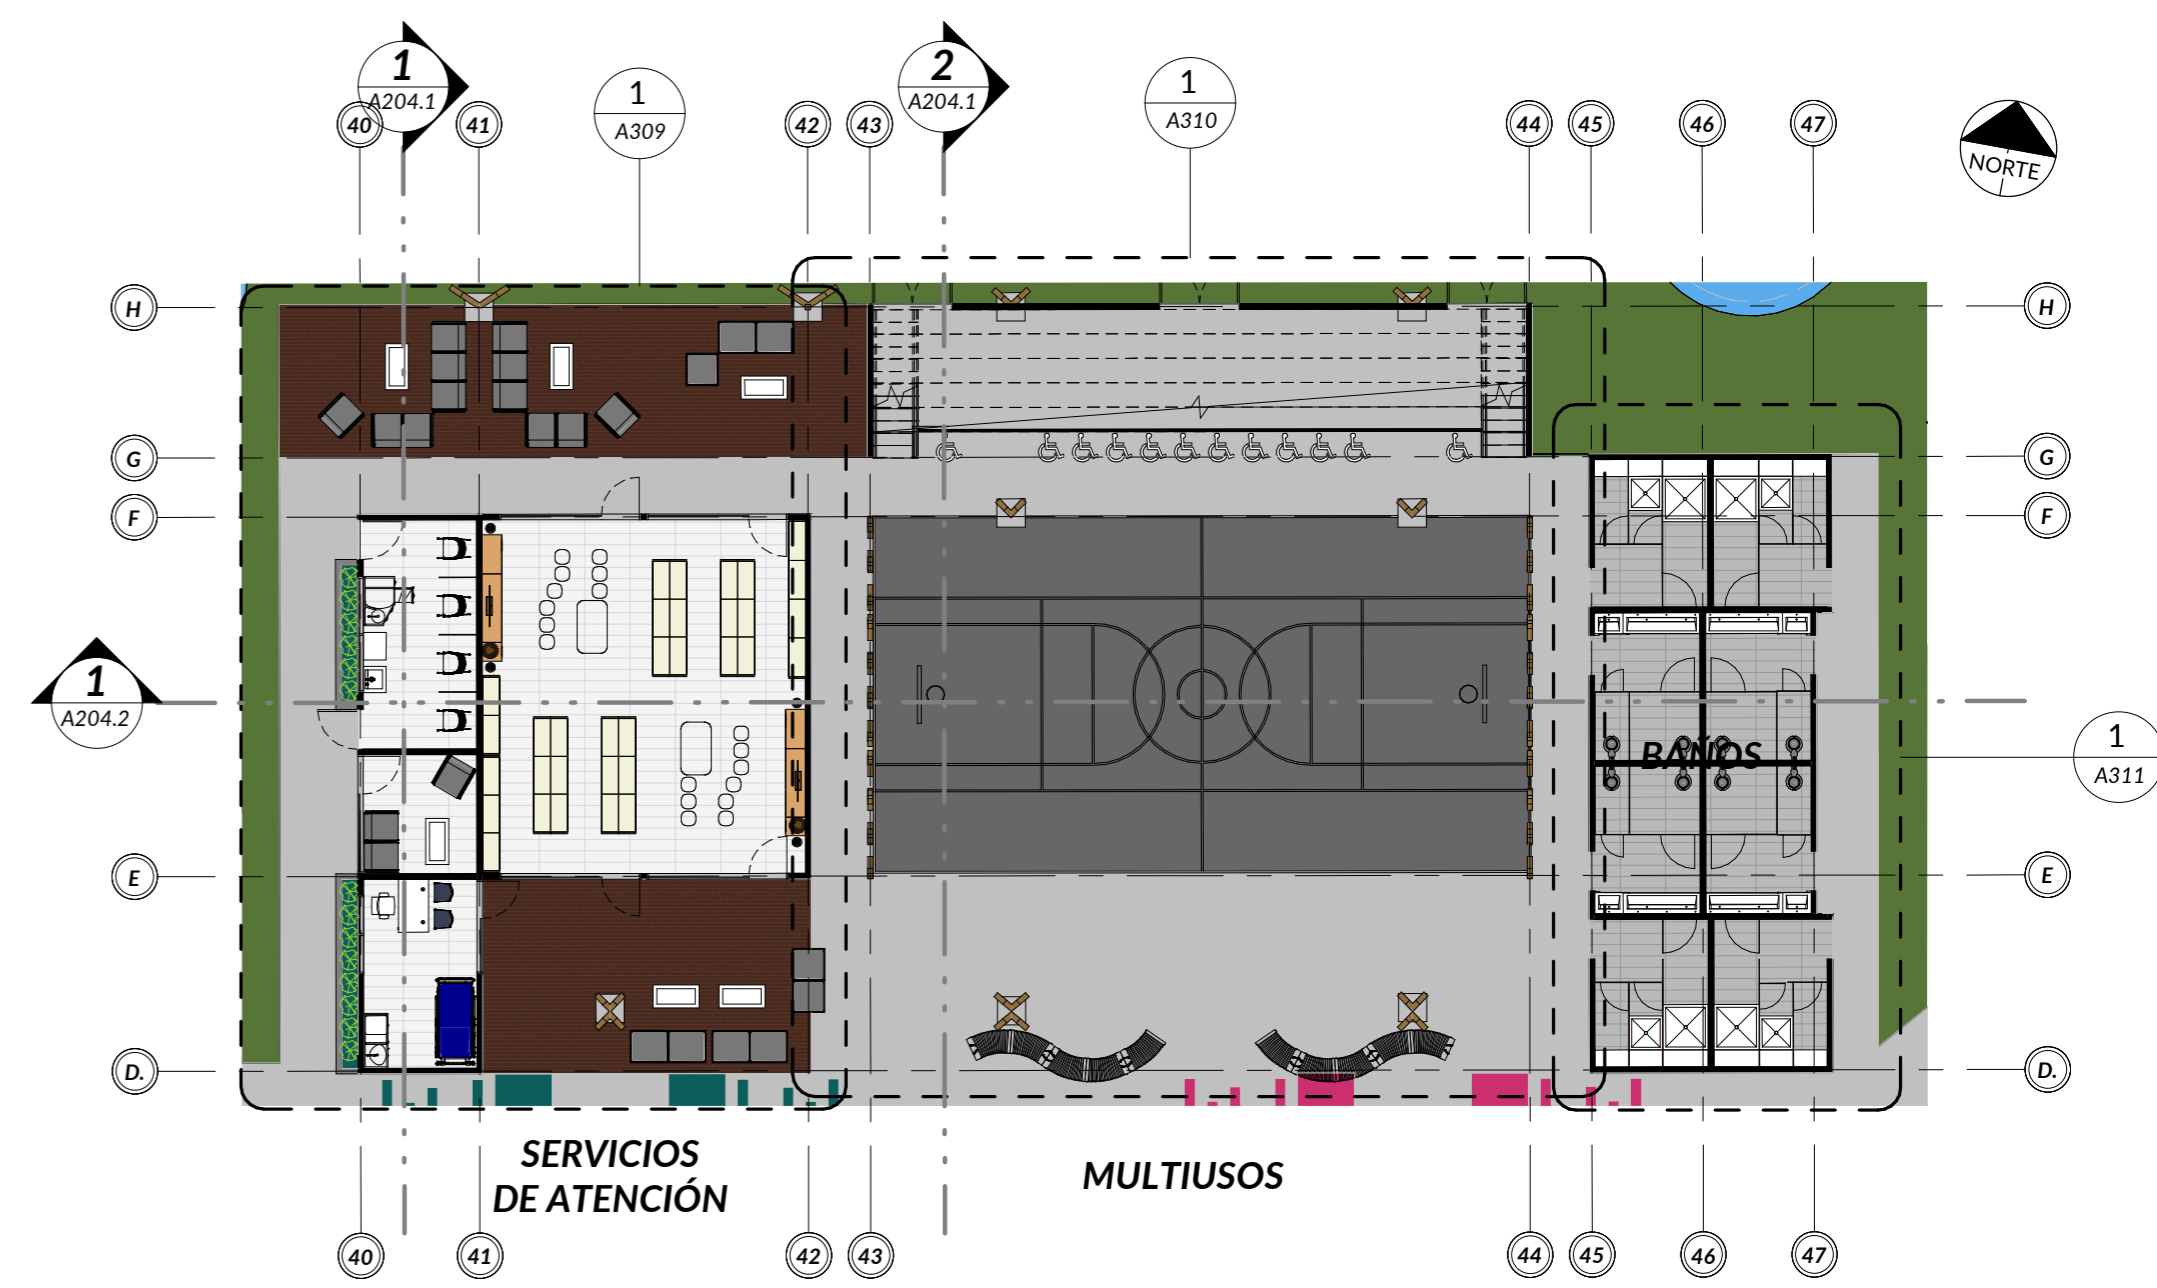 1
A204.1
2
A204.1
1
A309
1
A310
40
41
42
43
44
45
46
47
NORTE
H
H
G
G
F
F
1
A204.2
BAÑOS
1
A311
E
E
D.
D.
SERVICIOS
DE ATENCIÓN
MULTIUSOS
40
41
42
43
44
45
46
47